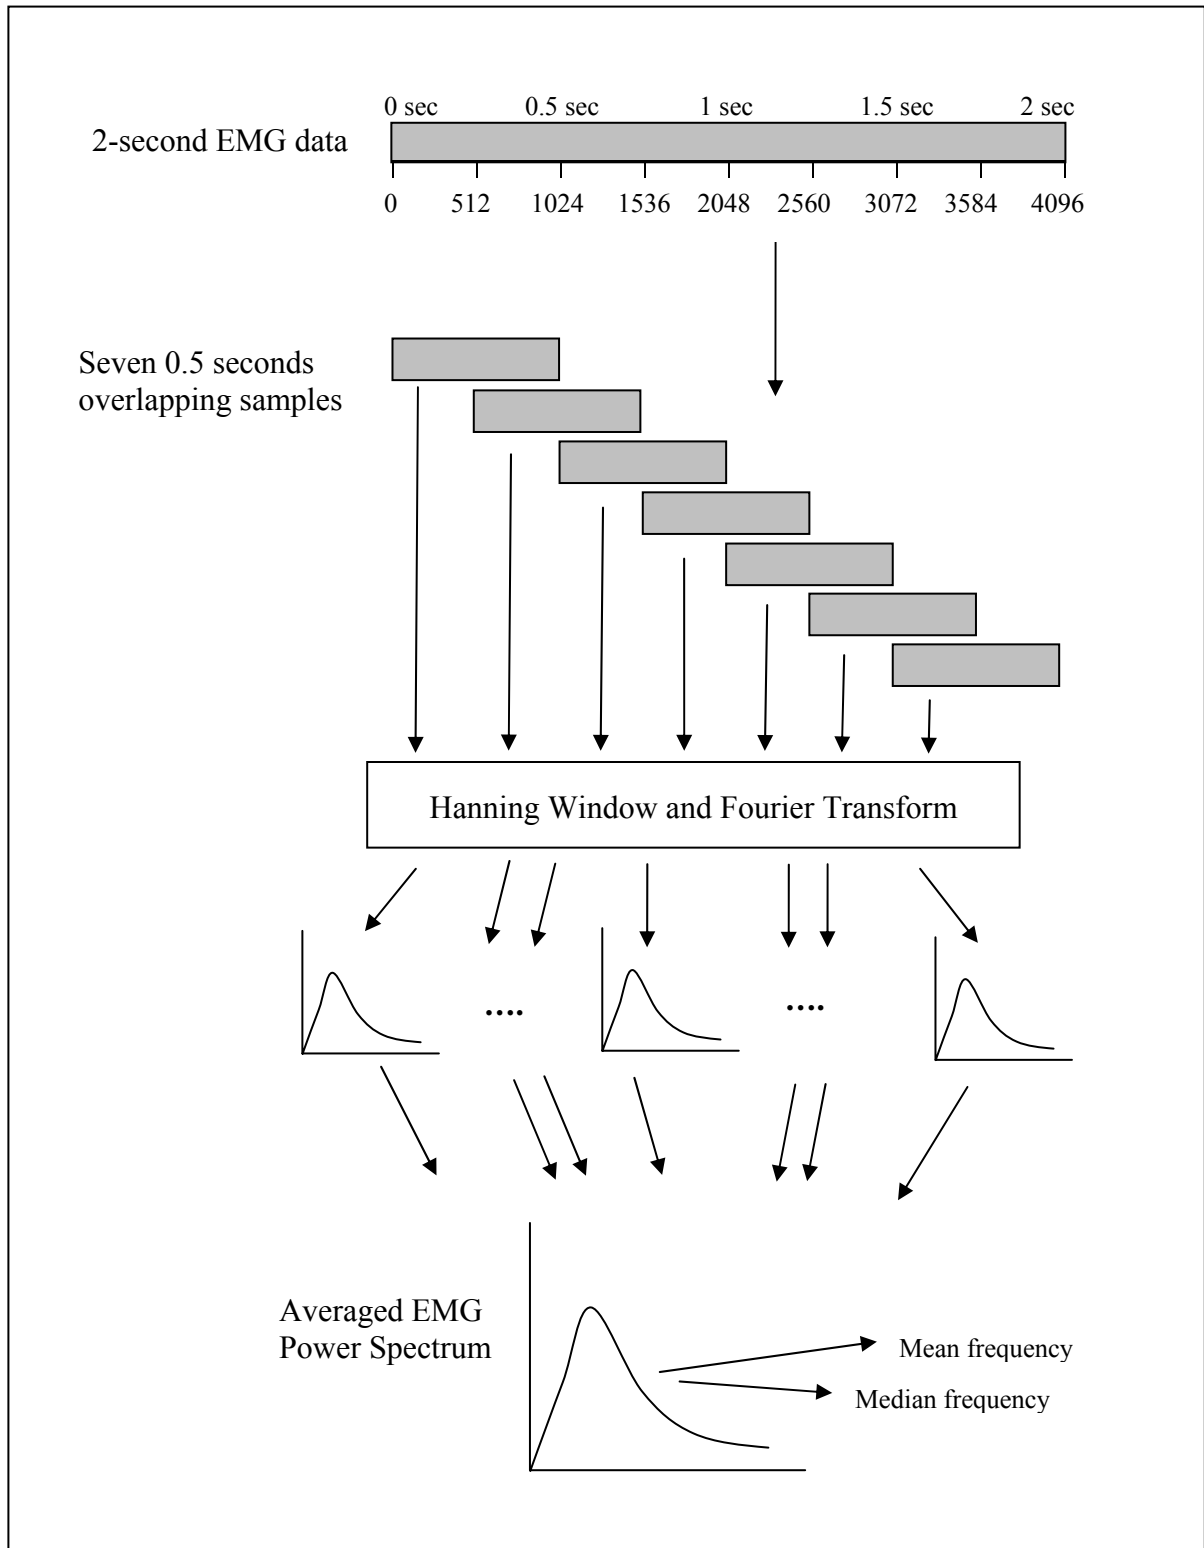 0 sec 0.5 sec 1 sec 1.5 sec 2 sec
2-second EMG data
0 512 1024 1536 2048 2560 3072 3584 4096
Seven 0.5 seconds
overlapping samples
Hanning Window and Fourier Transform
.... ....
Averaged EMG
Power Spectrum
Mean frequency
Median frequency